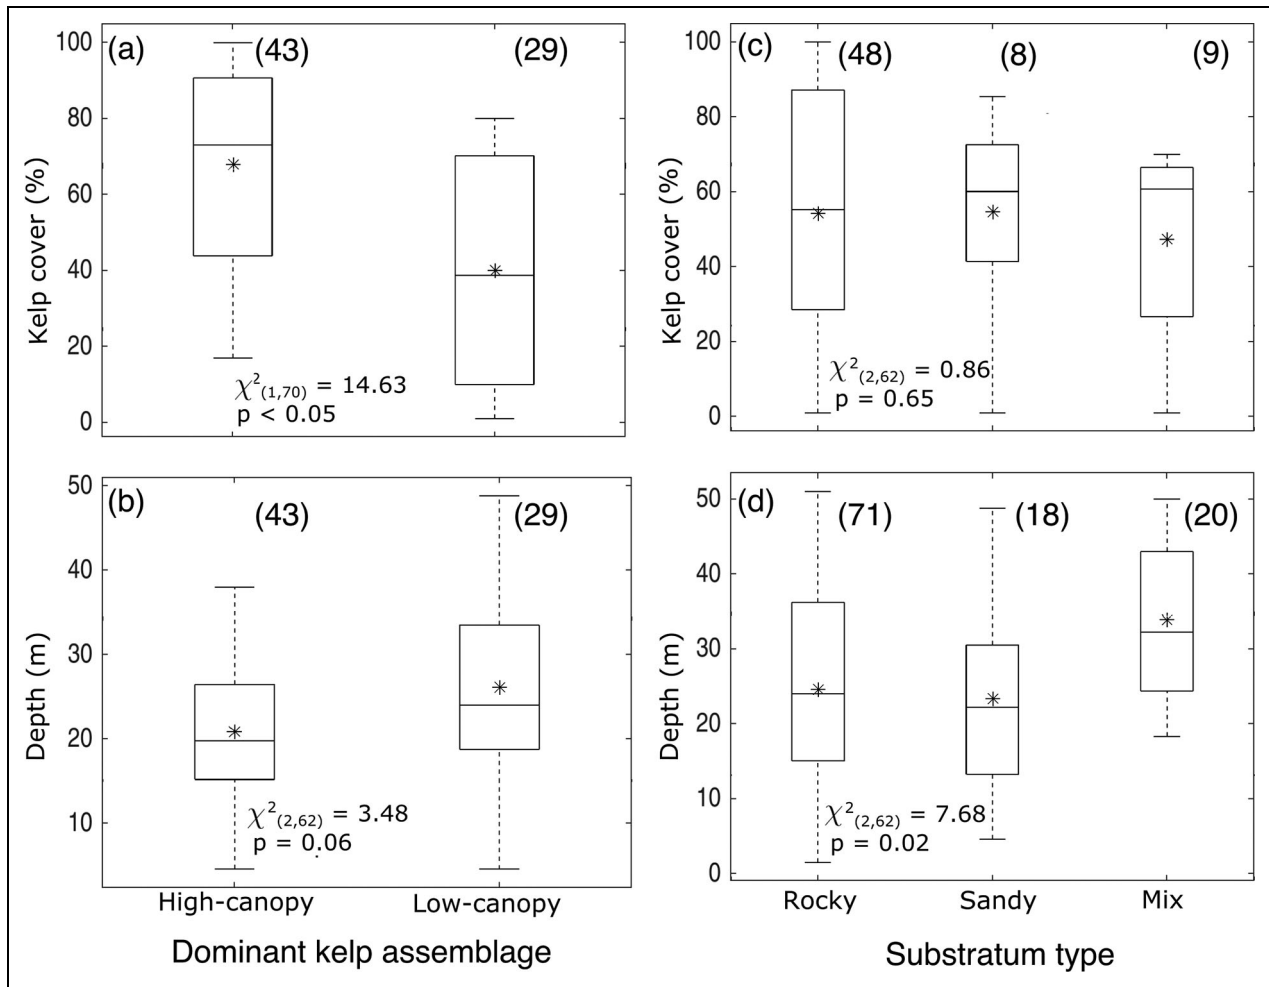 (a)
(43)
(29)
100
80
60
40
20
0
Kelp cover (%)
χ2(1,70) = 14.63
p < 0.05
(c)
(48)
(8)
(9)
100
80
60
40
20
0
Kelp cover (%)
χ2(2,62) = 0.86
p = 0.65
(b)
(43)
(29)
50
40
30
20
10
Depth (m)
χ2(2,62) = 3.48
p = 0.06
High-canopy
Low-canopy
Dominant kelp assemblage
(d)
(71)
(18)
(20)
50
40
30
20
10
0
Depth (m)
χ2(2,62) = 7.68
p = 0.02
Rocky
Sandy
Mix
Substratum type